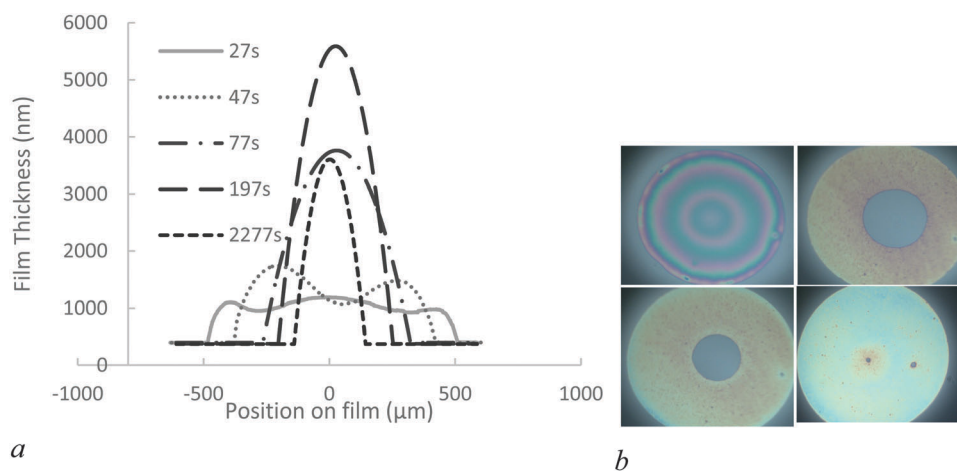 6000
5000
4000
3000
2000
1000
0
Film Thickness (nm)
27s
47s
77s
197s
2277s
-1000
-500
0
500
1000
Position on film (µm)
a
b